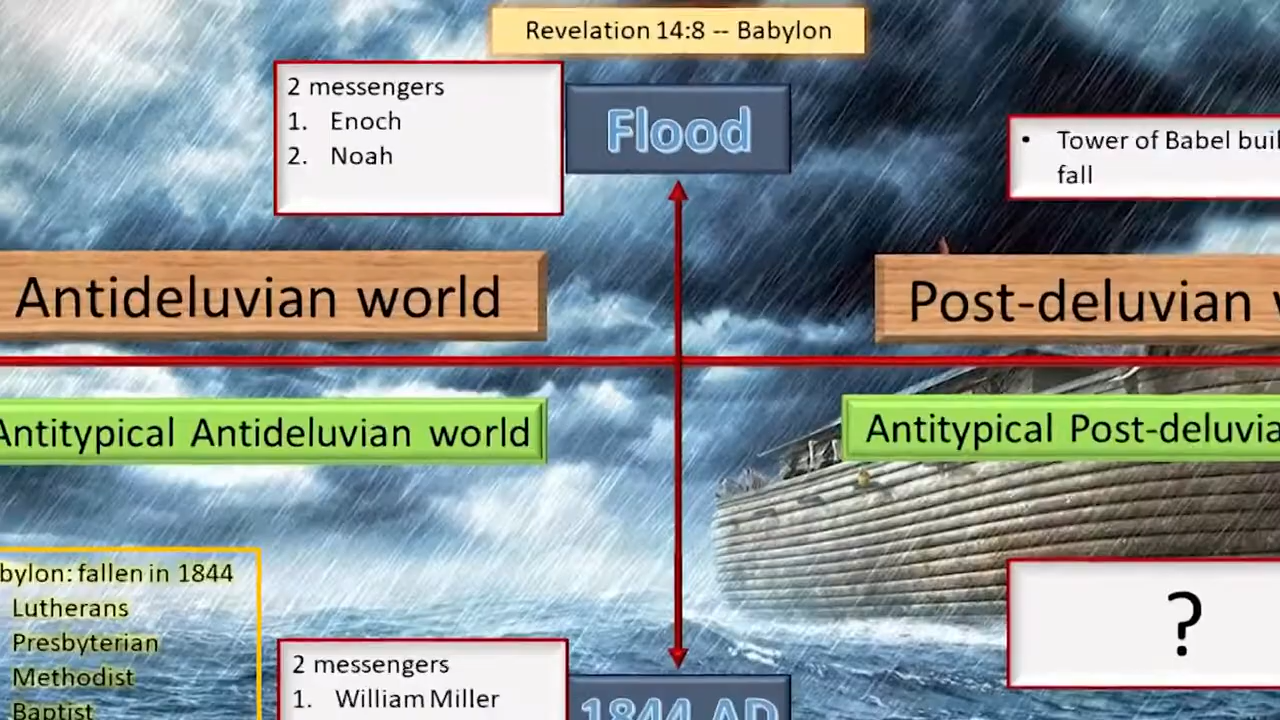 Revelation 14:8 -- Babylon
2 messengers
1. Enoch
2. Noah
Flood
• Tower of Babel buil
fall
Antideluvian world
Post-deluvian
Antitypical Antideluvian world
Antitypical Post-deluvia
bylon: fallen in 1844
Lutherans
Presbyterian
Methodist
Baptist
2 messengers
1. William Miller
1844 AD
?